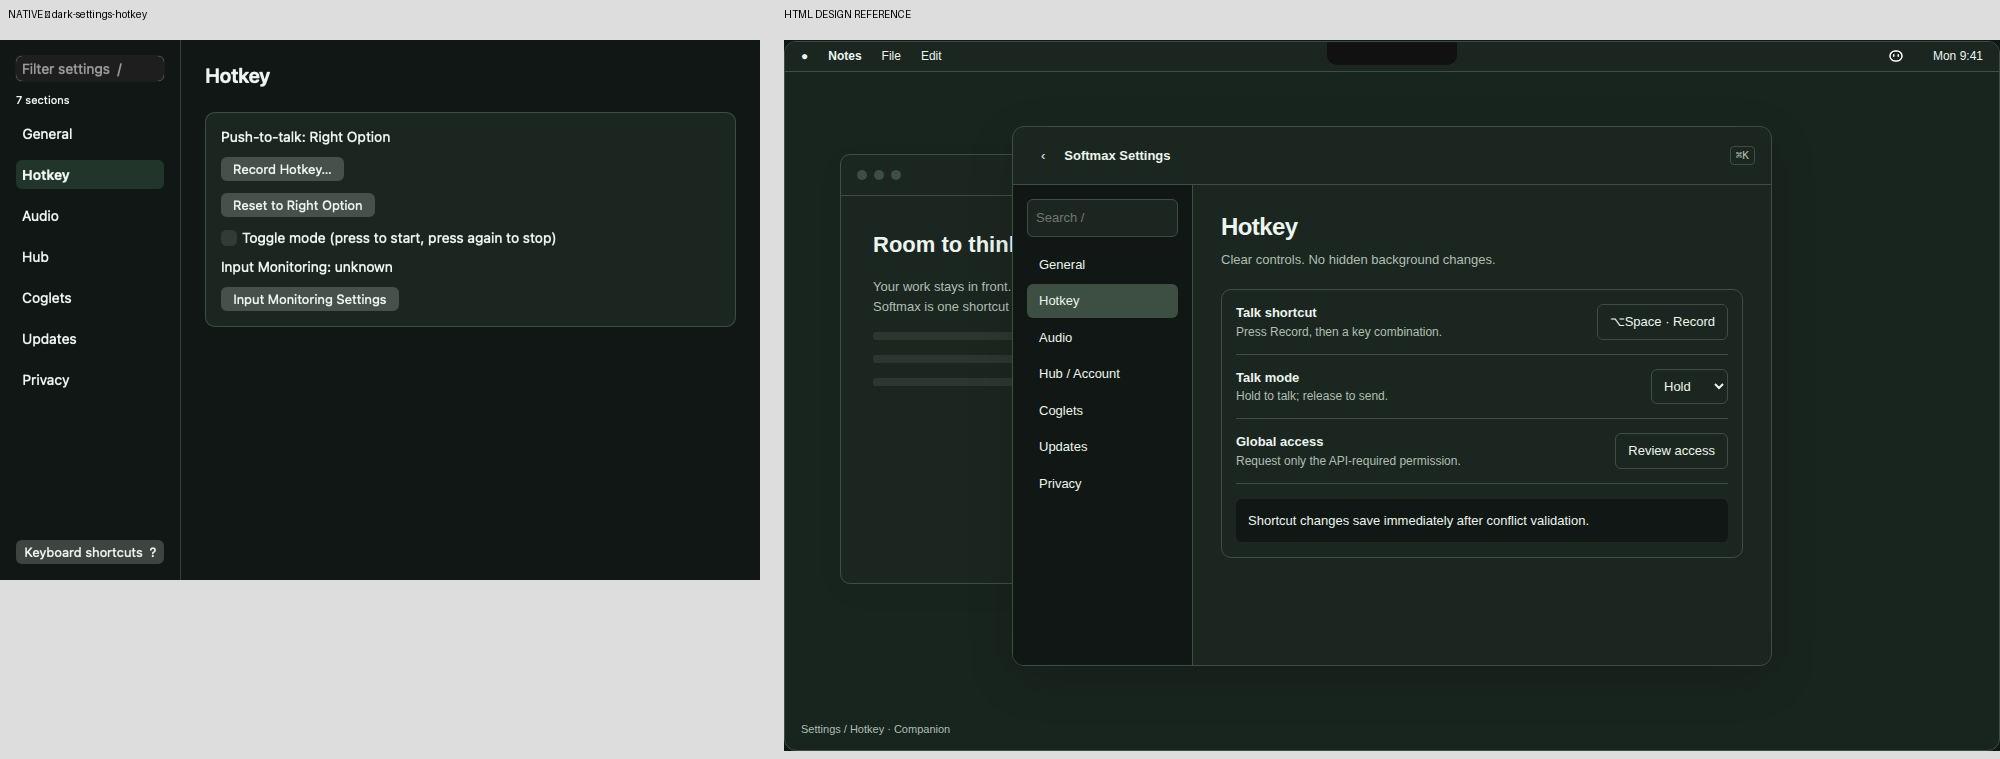 NATIVE dark-settings-hotkey
Filter settings /
7 sections
General
Hotkey
Audio
Hub
Coglets
Updates
Privacy
Keyboard shortcuts ?
Hotkey
Push-to-talk: Right Option
Record Hotkey...
Reset to Right Option
Toggle mode (press to start, press again to stop)
Input Monitoring: unknown
Input Monitoring Settings
HTML DESIGN REFERENCE
Notes File Edit
Mon 9:41
Room to think
Your work stays in front.
Softmax is one shortcut
‹ Softmax Settings
⌘K
Search /
General
Hotkey
Audio
Hub / Account
Coglets
Updates
Privacy
Hotkey
Clear controls. No hidden background changes.
Talk shortcut
Press Record, then a key combination.
⌥Space · Record
Talk mode
Hold to talk; release to send.
Hold
Global access
Request only the API-required permission.
Review access
Shortcut changes save immediately after conflict validation.
Settings / Hotkey · Companion